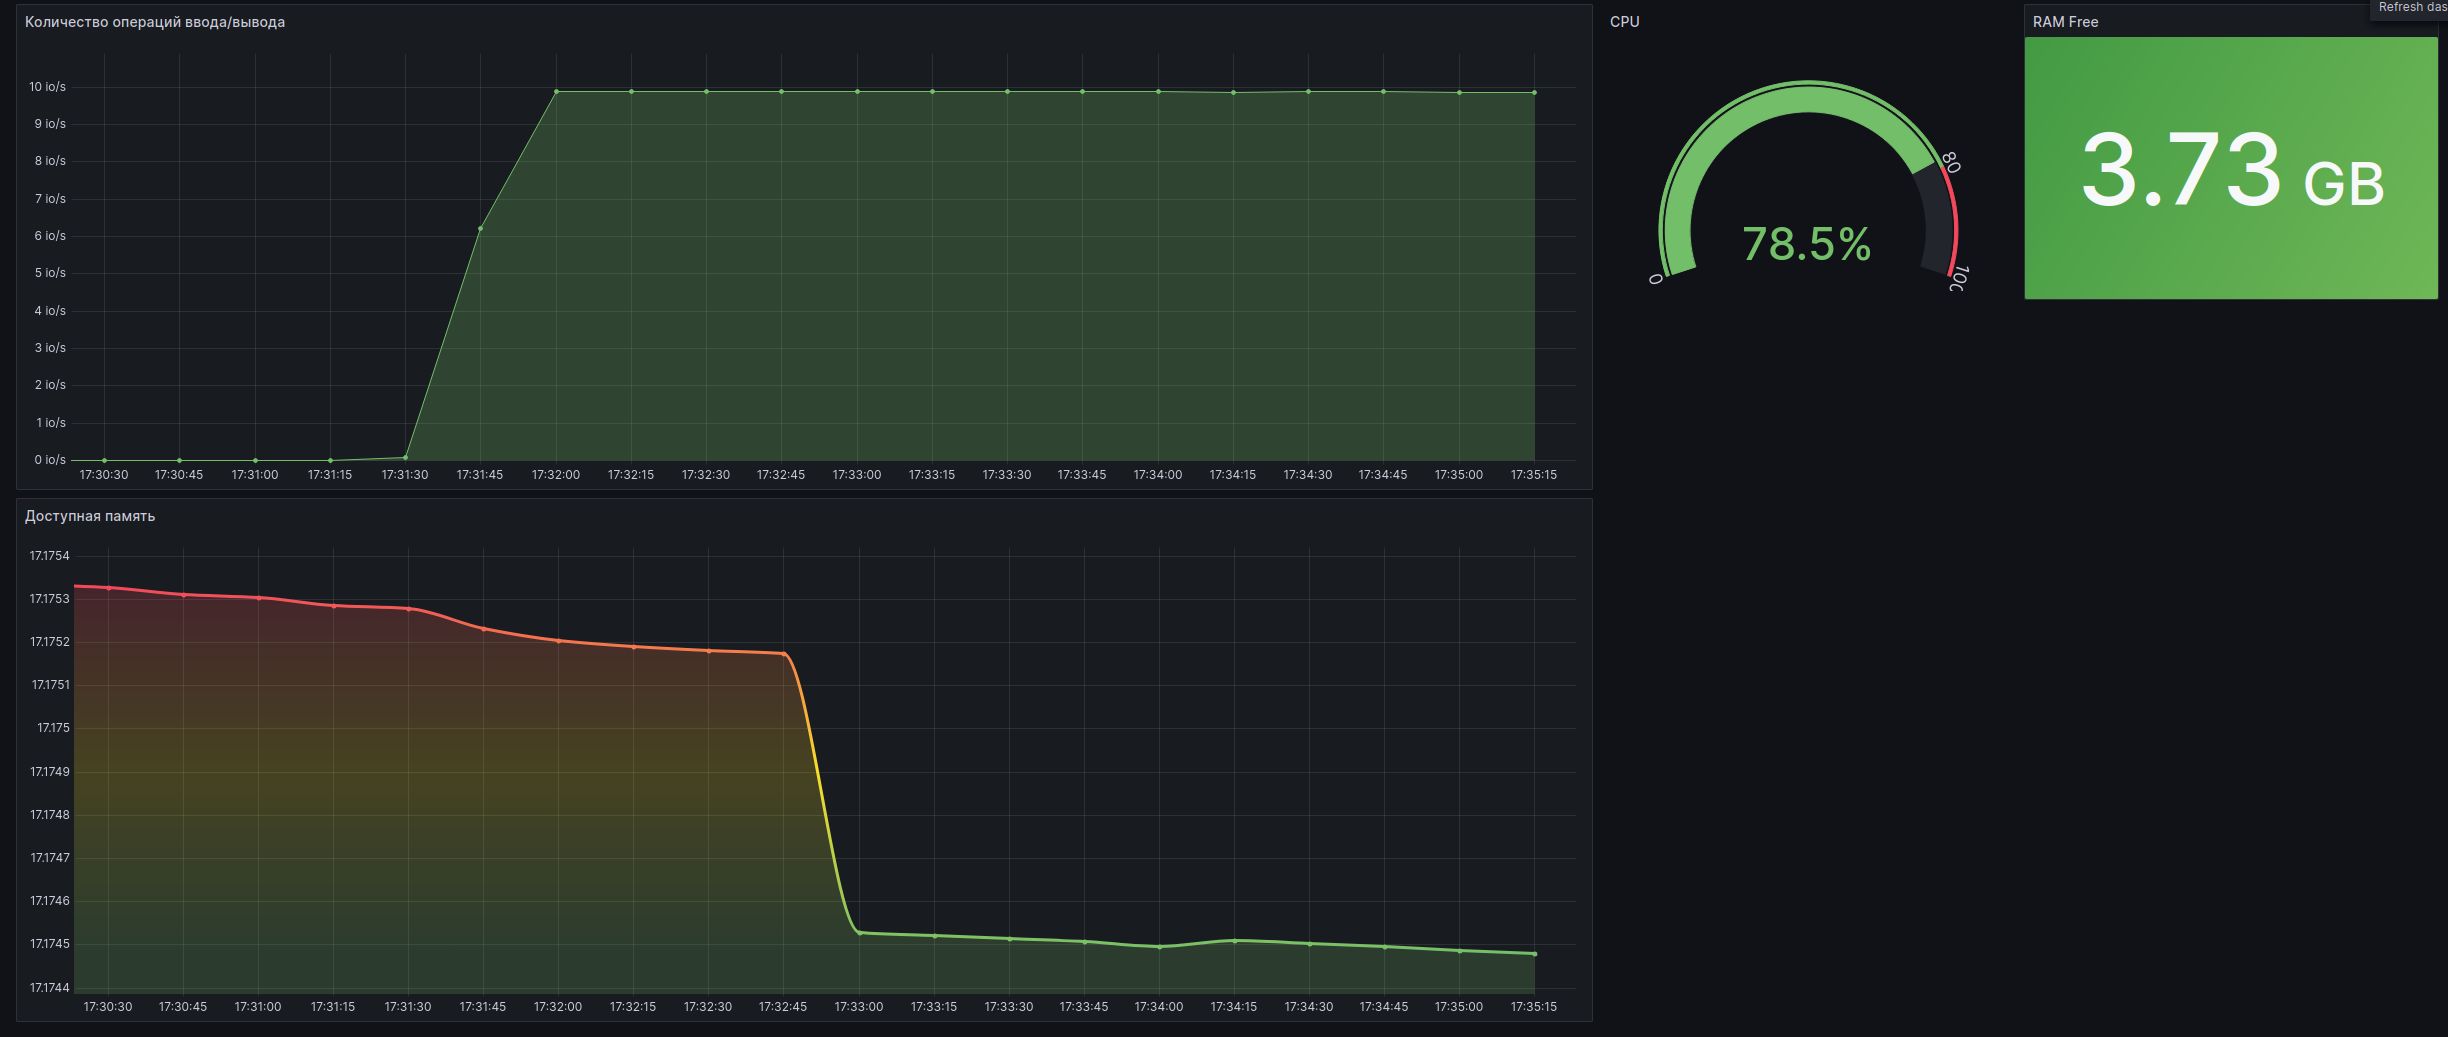 Количество операций ввода/вывода
10 io/s
9 io/s
8 io/s
7 io/s
6 io/s
5 io/s
4 io/s
3 io/s
2 io/s
1 io/s
0 io/s
17:30:30 17:30:45 17:31:00 17:31:15 17:31:30 17:31:45 17:32:00 17:32:15 17:32:30 17:32:45 17:33:00 17:33:15 17:33:30 17:33:45 17:34:00 17:34:15 17:34:30 17:34:45 17:35:00 17:35:15
CPU
0
80
100
78.5%
Refresh das
RAM Free
3.73 GB
Доступная память
17.1754
17.1753
17.1752
17.1751
17.175
17.1749
17.1748
17.1747
17.1746
17.1745
17.1744
17:30:30 17:30:45 17:31:00 17:31:15 17:31:30 17:31:45 17:32:00 17:32:15 17:32:30 17:32:45 17:33:00 17:33:15 17:33:30 17:33:45 17:34:00 17:34:15 17:34:30 17:34:45 17:35:00 17:35:15